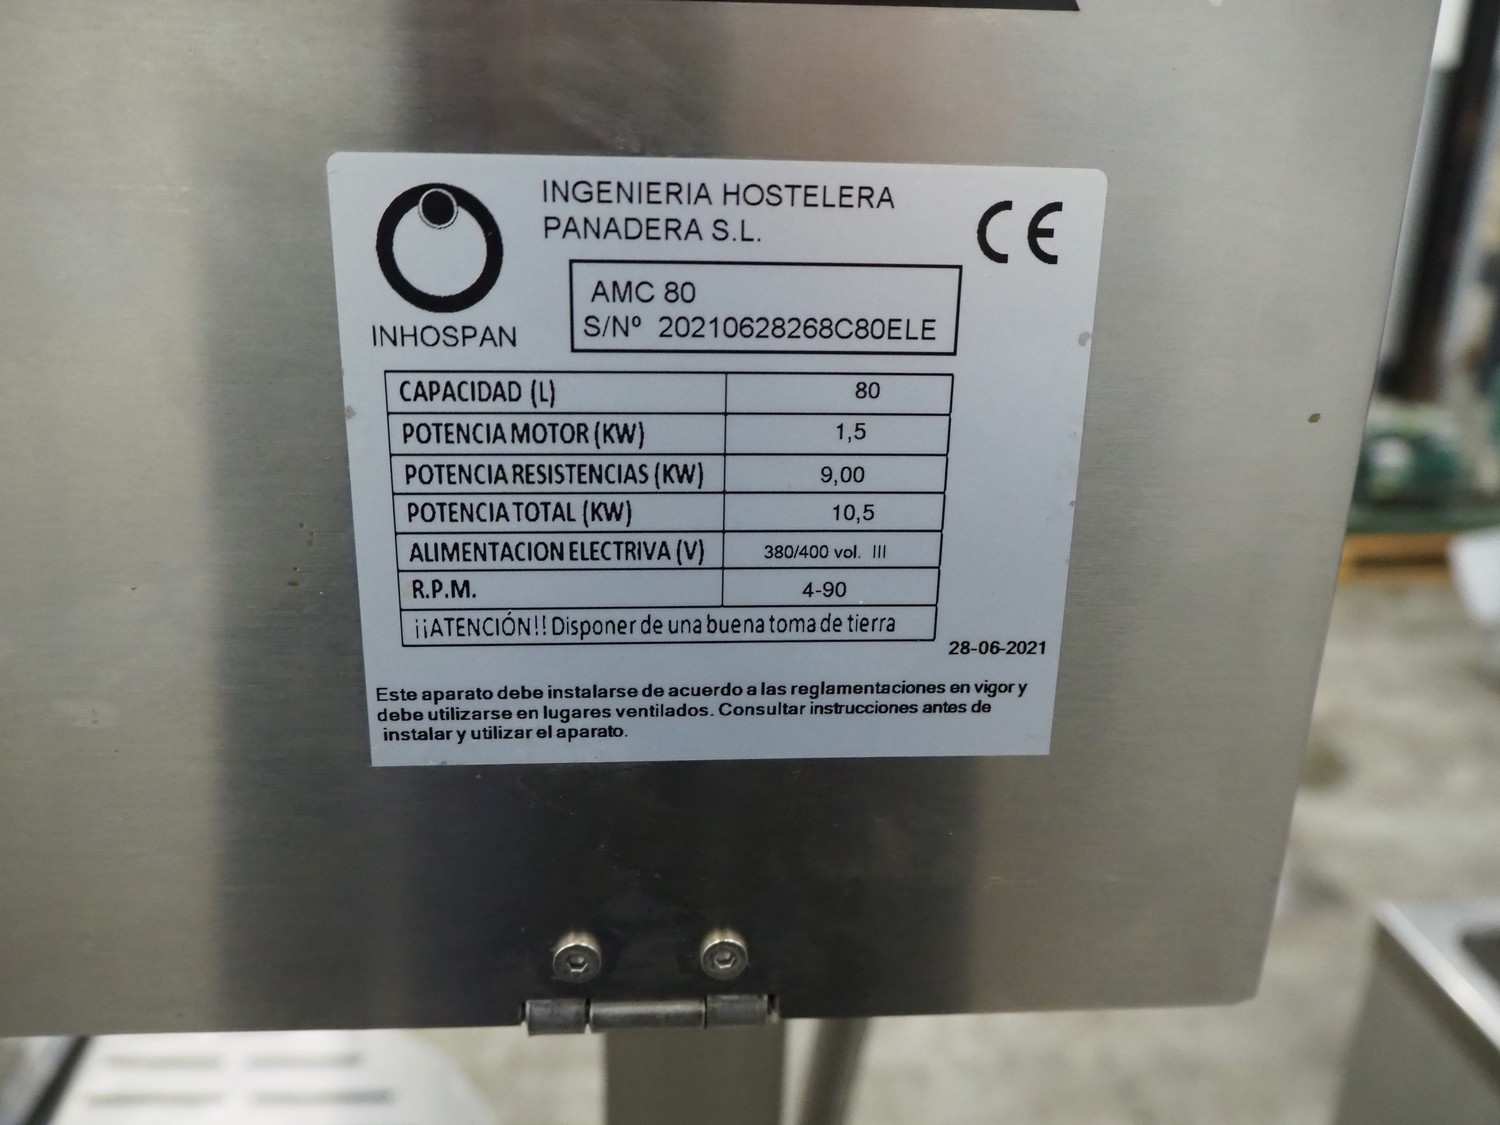 INGENIERIA HOSTELERA
PANADERA S.L.
CE
INHOSPAN
AMC 80
S/Nº 20210628268C80ELE
CAPACIDAD (L) 80
POTENCIA MOTOR (KW) 1,5
POTENCIA RESISTENCIAS (KW) 9,00
POTENCIA TOTAL (KW) 10,5
ALIMENTACION ELECTRIVA (V) 380/400 vol. III
R.P.M. 4-90
¡¡ATENCIÓN!! Disponer de una buena toma de tierra
28-06-2021
Este aparato debe instalarse de acuerdo a las reglamentaciones en vigor y
debe utilizarse en lugares ventilados. Consultar instrucciones antes de
instalar y utilizar el aparato.